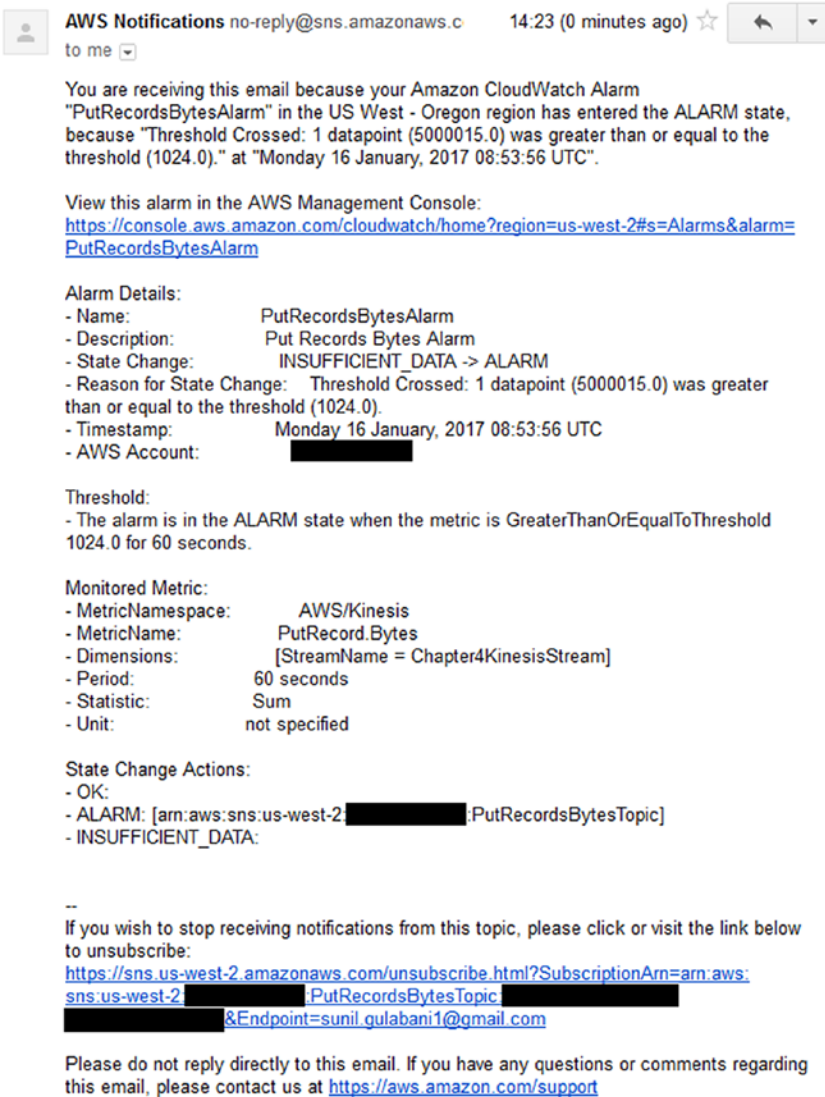 AWS Notifications no-reply@sns.amazonaws.c 14:23 (0 minutes ago)
to me
You are receiving this email because your Amazon CloudWatch Alarm
"PutRecordsBytesAlarm" in the US West - Oregon region has entered the ALARM state,
because "Threshold Crossed: 1 datapoint (5000015.0) was greater than or equal to the
threshold (1024.0)." at "Monday 16 January, 2017 08:53:56 UTC".
View this alarm in the AWS Management Console:
https://console.aws.amazon.com/cloudwatch/home?region=us-west-2#s=Alarms&alarm=
PutRecordsBytesAlarm
Alarm Details:
- Name: PutRecordsBytesAlarm
- Description: Put Records Bytes Alarm
- State Change: INSUFFICIENT_DATA -> ALARM
- Reason for State Change: Threshold Crossed: 1 datapoint (5000015.0) was greater
than or equal to the threshold (1024.0).
- Timestamp: Monday 16 January, 2017 08:53:56 UTC
- AWS Account:
Threshold:
- The alarm is in the ALARM state when the metric is GreaterThanOrEqualToThreshold
1024.0 for 60 seconds.
Monitored Metric:
- MetricNamespace: AWS/Kinesis
- MetricName: PutRecord.Bytes
- Dimensions: [StreamName = Chapter4KinesisStream]
- Period: 60 seconds
- Statistic: Sum
- Unit: not specified
State Change Actions:
- OK:
- ALARM: [arn:aws:sns:us-west-2: :PutRecordsBytesTopic]
- INSUFFICIENT_DATA:
--
If you wish to stop receiving notifications from this topic, please click or visit the link below
to unsubscribe:
https://sns.us-west-2.amazonaws.com/unsubscribe.html?SubscriptionArn=arn:aws:
sns:us-west-2: :PutRecordsBytesTopic:
&Endpoint=sunil.gulabani1@gmail.com
Please do not reply directly to this email. If you have any questions or comments regarding
this email, please contact us at https://aws.amazon.com/support